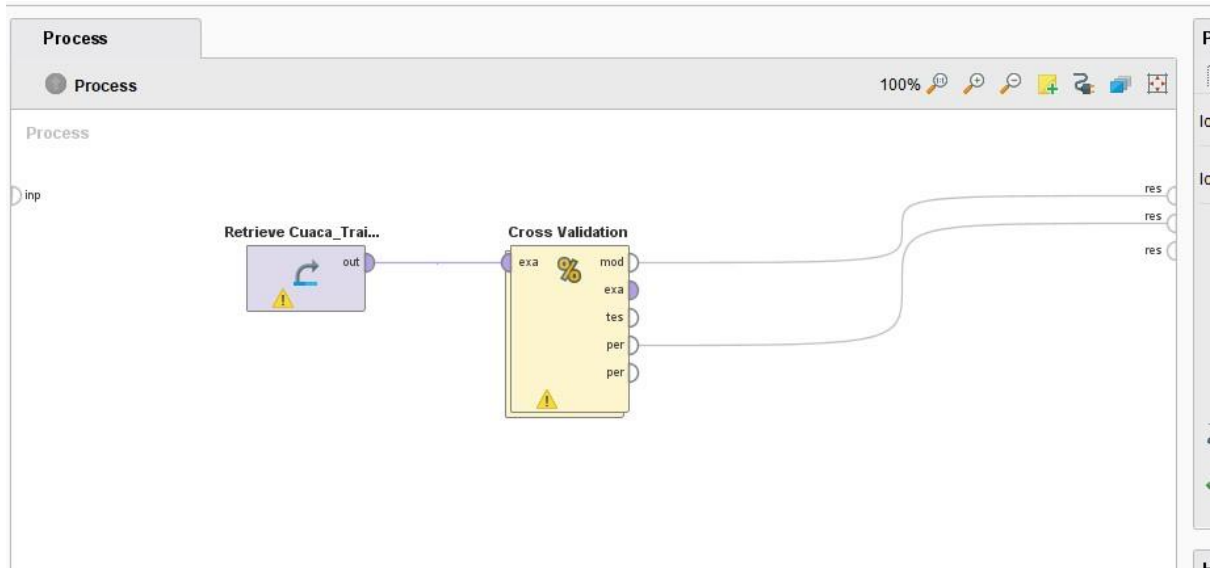 Process
Process
100%
Process
inp
res
res
res
Retrieve Cuaca_Trai...
out
Cross Validation
exa
mod
exa
tes
per
per